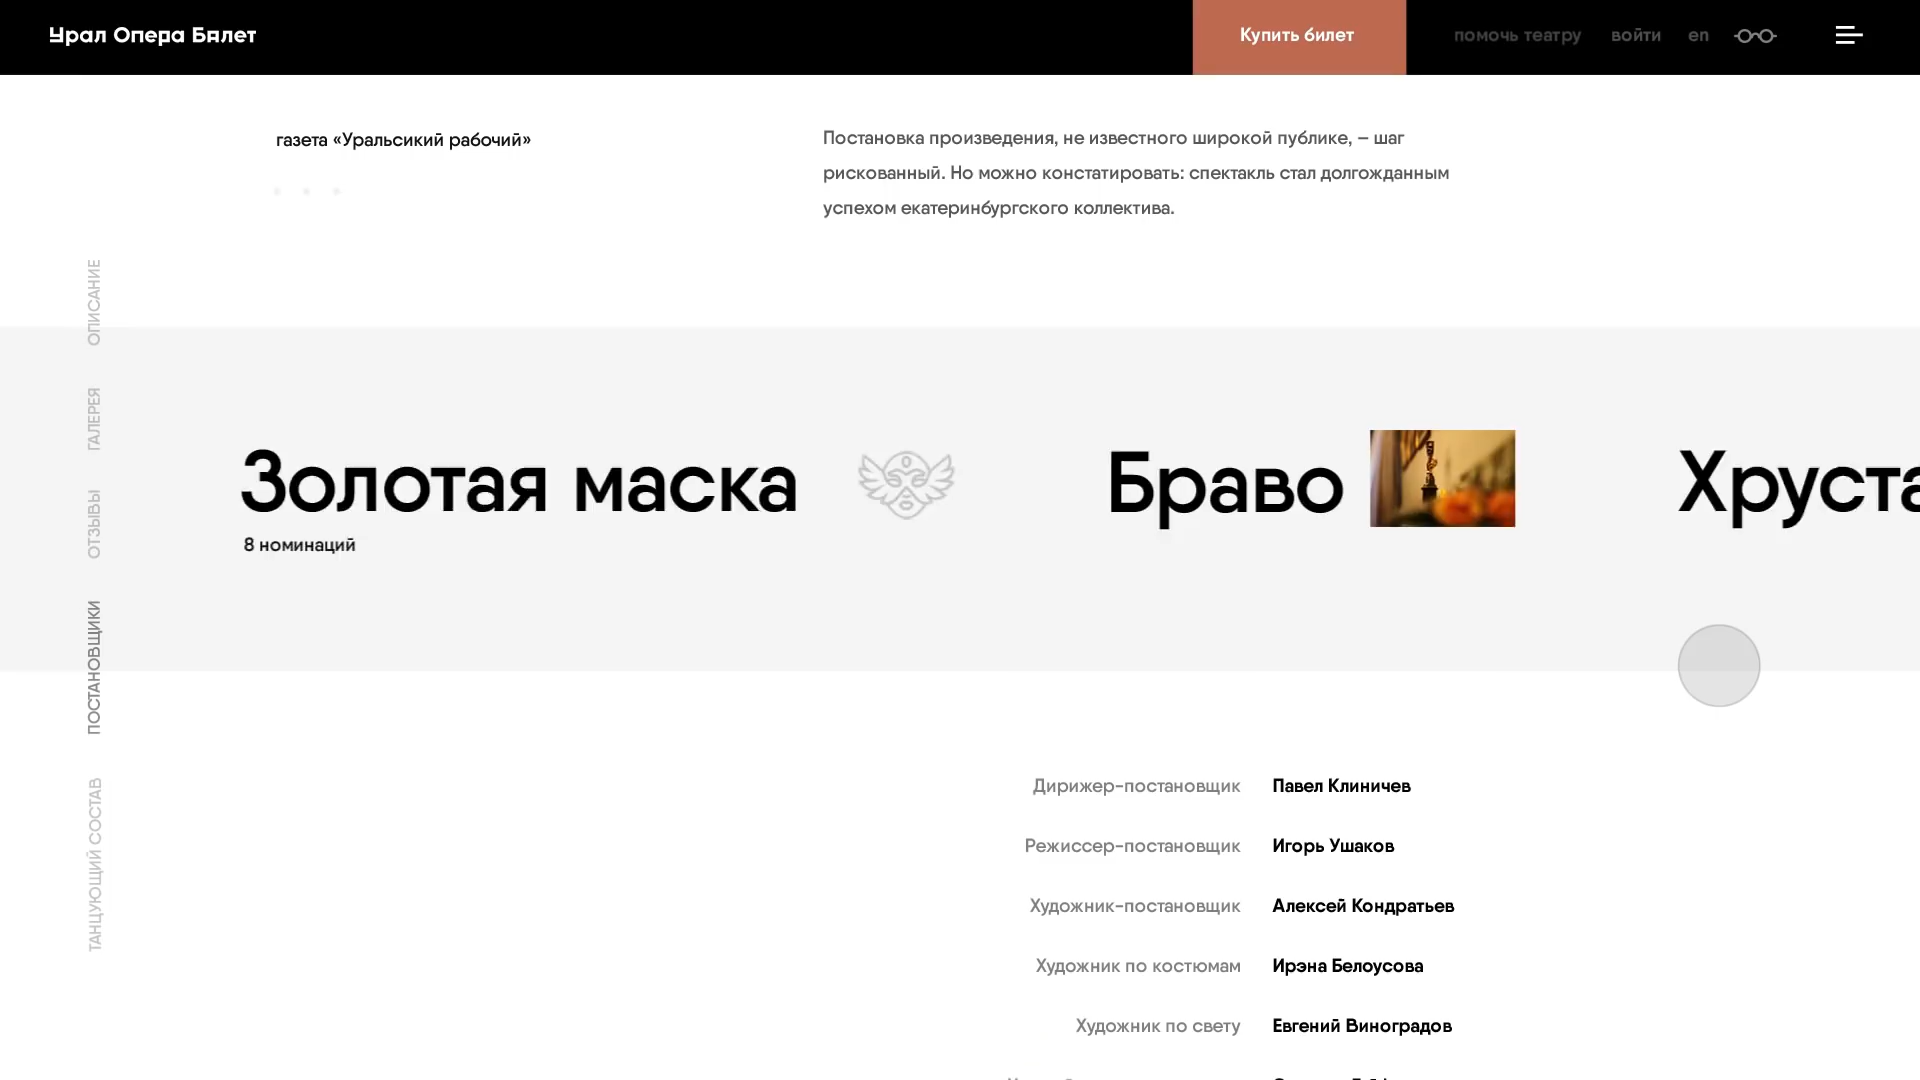 Урал Опера Бялет
Купить билет
помочь театру
войти
en
газета «Уральсикий рабочий»
Постановка произведения, не известного широкой публике, – шаг
рискованный. Но можно констатировать: спектакль стал долгожданным
успехом екатеринбургского коллектива.
ОПИСАНИЕ
ГАЛЕРЕЯ
ОТЗЫВЫ
ПОСТАНОВЩИКИ
ТАНЦУЮЩИЙ СОСТАВ
Золотая маска
8 номинаций
Браво
Хруста
Дирижер-постановщик Павел Клиничев
Режиссер-постановщик Игорь Ушаков
Художник-постановщик Алексей Кондратьев
Художник по костюмам Ирэна Белоусова
Художник по свету Евгений Виноградов